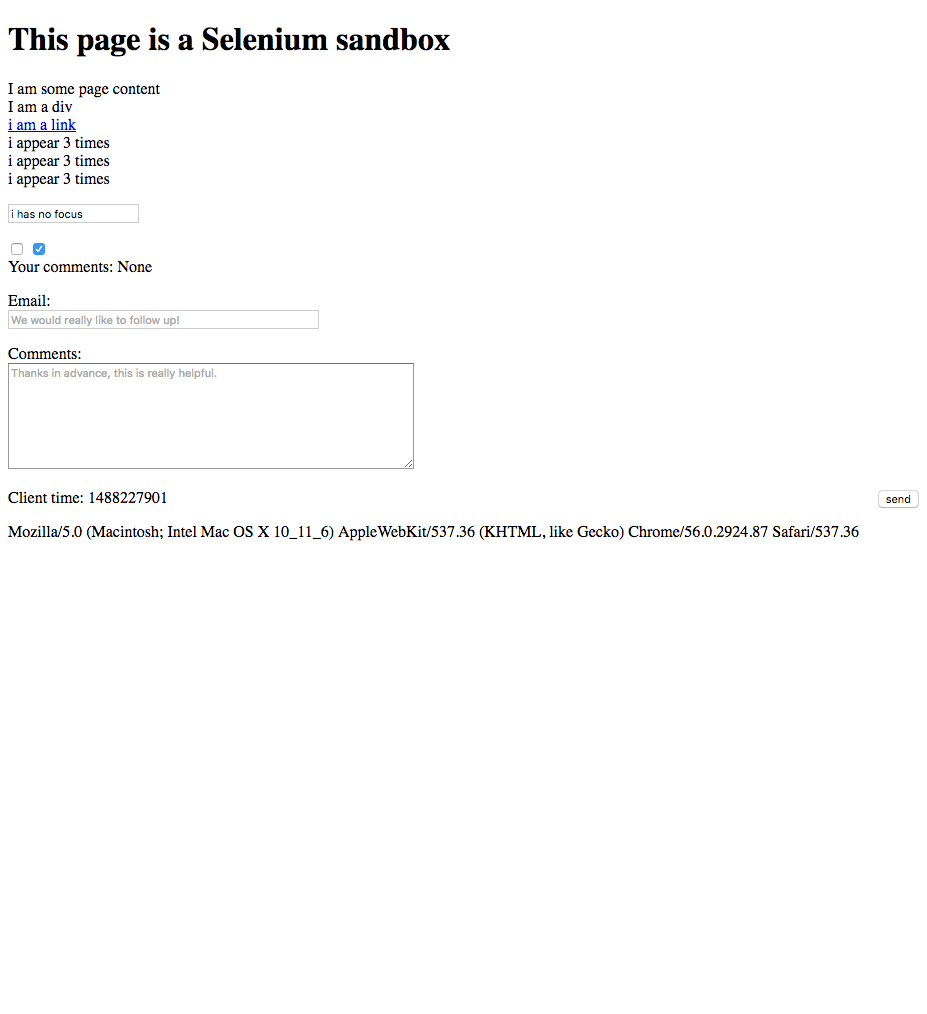 This page is a Selenium sandbox
I am some page content
I am a div
i am a link
i appear 3 times
i appear 3 times
i appear 3 times
i has no focus
Your comments: None
Email:
We would really like to follow up!
Comments:
Thanks in advance, this is really helpful.
Client time: 1488227901
send
Mozilla/5.0 (Macintosh; Intel Mac OS X 10_11_6) AppleWebKit/537.36 (KHTML, like Gecko) Chrome/56.0.2924.87 Safari/537.36